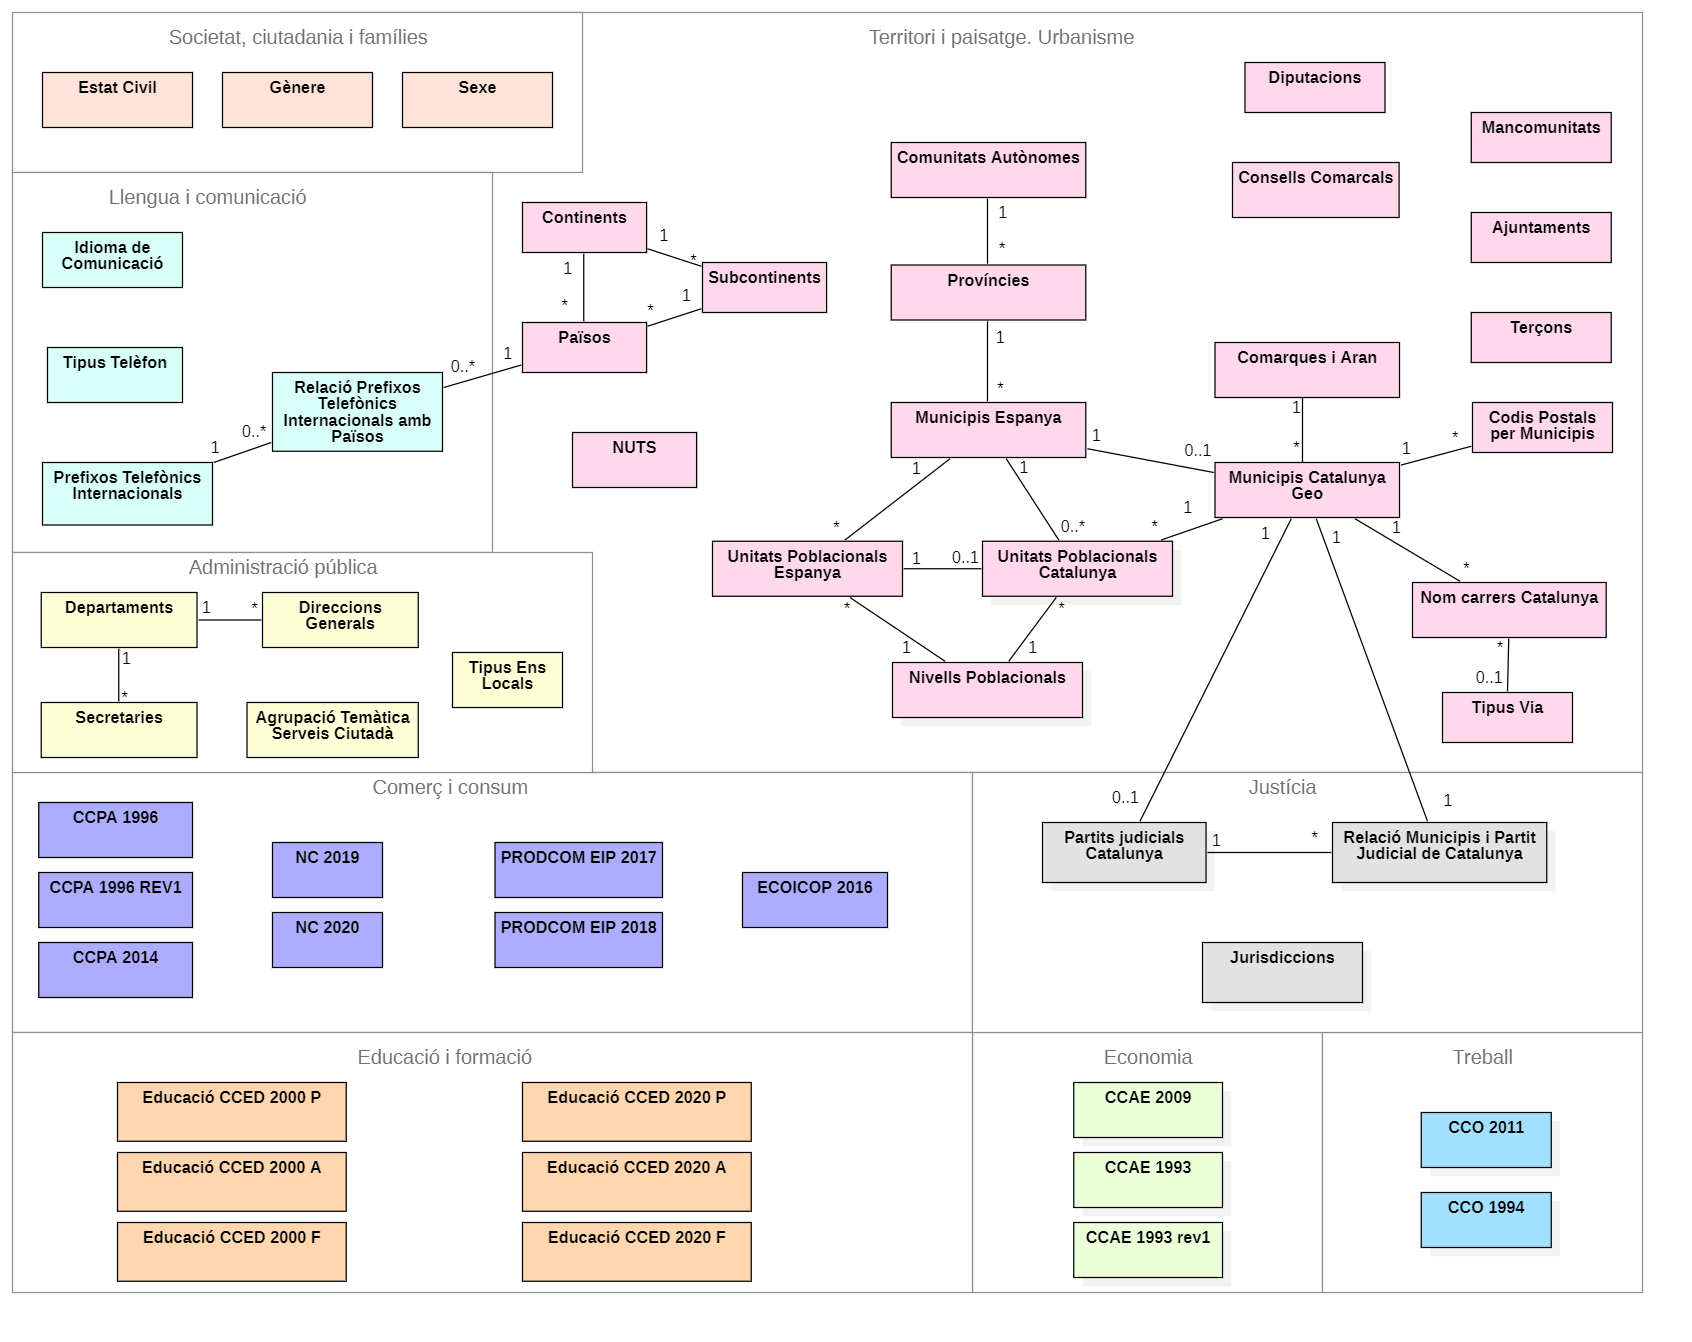 Societat, ciutadania i famílies
Estat Civil
Gènere
Sexe
Llengua i comunicació
Idioma de
Comunicació
Tipus Telèfon
Relació Prefixos
Telefònics
Internacionals amb
Països
0..*
1
0..*
1
Prefixos Telefònics
Internacionals
Territori i paisatge. Urbanisme
Diputacions
Mancomunitats
Comunitats Autònomes
Consells Comarcals
Continents
1
*
1
*
Subcontinents
1
*
Països
1
*
Províncies
Ajuntaments
Terçons
1
*
Comarques i Aran
1
*
Municipis Espanya
Codis Postals
per Municipis
NUTS
1
0..1
1
*
Municipis Catalunya
Geo
1
1
*
0..*
1
*
1
1
1
*
Unitats Poblacionals
Espanya
1
0..1
Unitats Poblacionals
Catalunya
Nom carrers Catalunya
*
*
1
1
*
0..1
Nivells Poblacionals
Tipus Via
Administració pública
Departaments
1
*
Direccions
Generals
1
*
Tipus Ens
Locals
Secretaries
Agrupació Temàtica
Serveis Ciutadà
Comerç i consum
CCPA 1996
CCPA 1996 REV1
CCPA 2014
NC 2019
NC 2020
PRODCOM EIP 2017
PRODCOM EIP 2018
ECOICOP 2016
Justícia
0..1
1
Partits judicials
Catalunya
1
*
Relació Municipis i Partit
Judicial de Catalunya
Jurisdiccions
Educació i formació
Educació CCED 2000 P
Educació CCED 2020 P
Educació CCED 2000 A
Educació CCED 2020 A
Educació CCED 2000 F
Educació CCED 2020 F
Economia
CCAE 2009
CCAE 1993
CCAE 1993 rev1
Treball
CCO 2011
CCO 1994